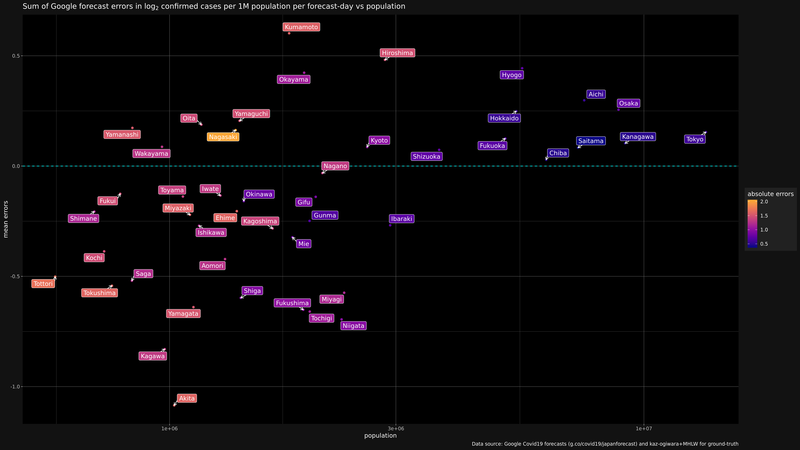 Sum of Google forecast errors in log₂ confirmed cases per 1M population per forecast-day vs population
Kumamoto
Hiroshima
0.5
Okayama
Hyogo
Aichi
Osaka
Oita
Yamaguchi
Hokkaido
Yamanashi
Nagasaki
Kyoto
Fukuoka
Saitama
Kanagawa
Tokyo
Wakayama
Shizuoka
Chiba
0.0
Nagano
absolute errors
2.0
1.5
1.0
0.5
mean errors
Toyama
Iwate
Okinawa
Fukui
Gifu
Miyazaki
Shimane
Ehime
Kagoshima
Gunma
Ibaraki
Ishikawa
Mie
Kochi
Aomori
-0.5
Tottori
Saga
Tokushima
Shiga
Fukushima
Miyagi
Yamagata
Tochigi
Niigata
Kagawa
-1.0
Akita
1e+06
3e+06
1e+07
population
Data source: Google Covid19 forecasts (g.co/covid19/japanforecast) and kaz-ogiwara+MHLW for ground-truth